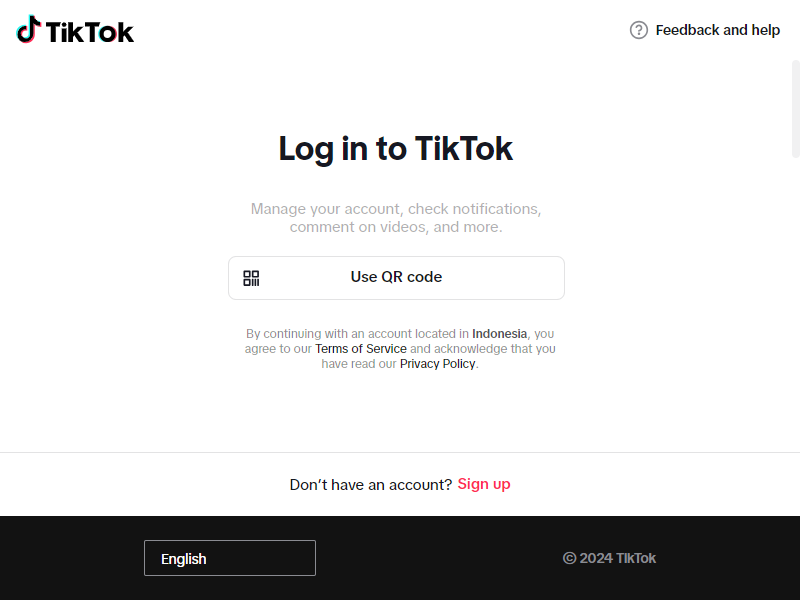 TikTok
Feedback and help
Log in to TikTok
Manage your account, check notifications,
comment on videos, and more.
Use QR code
By continuing with an account located in Indonesia, you
agree to our Terms of Service and acknowledge that you
have read our Privacy Policy.
Don’t have an account? Sign up
English
© 2024 TikTok